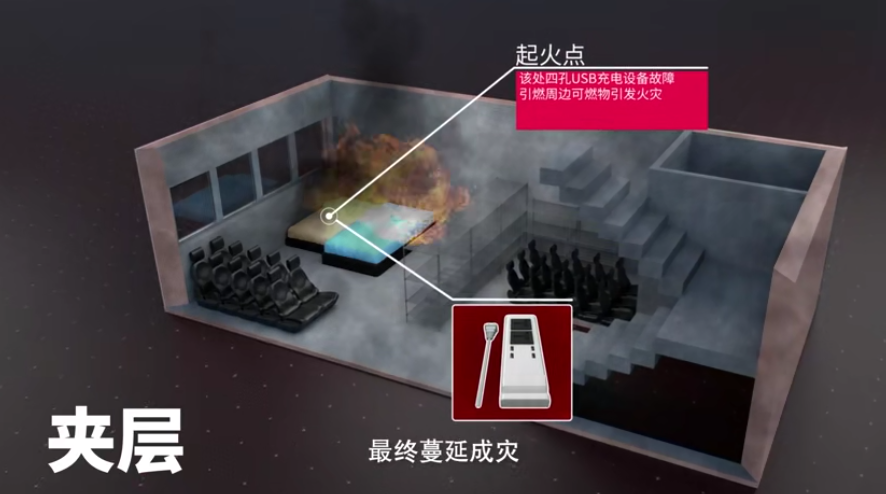 起火点
该处四孔USB充电设备故障
引燃周边可燃物引发火灾
夹层
最终蔓延成灾